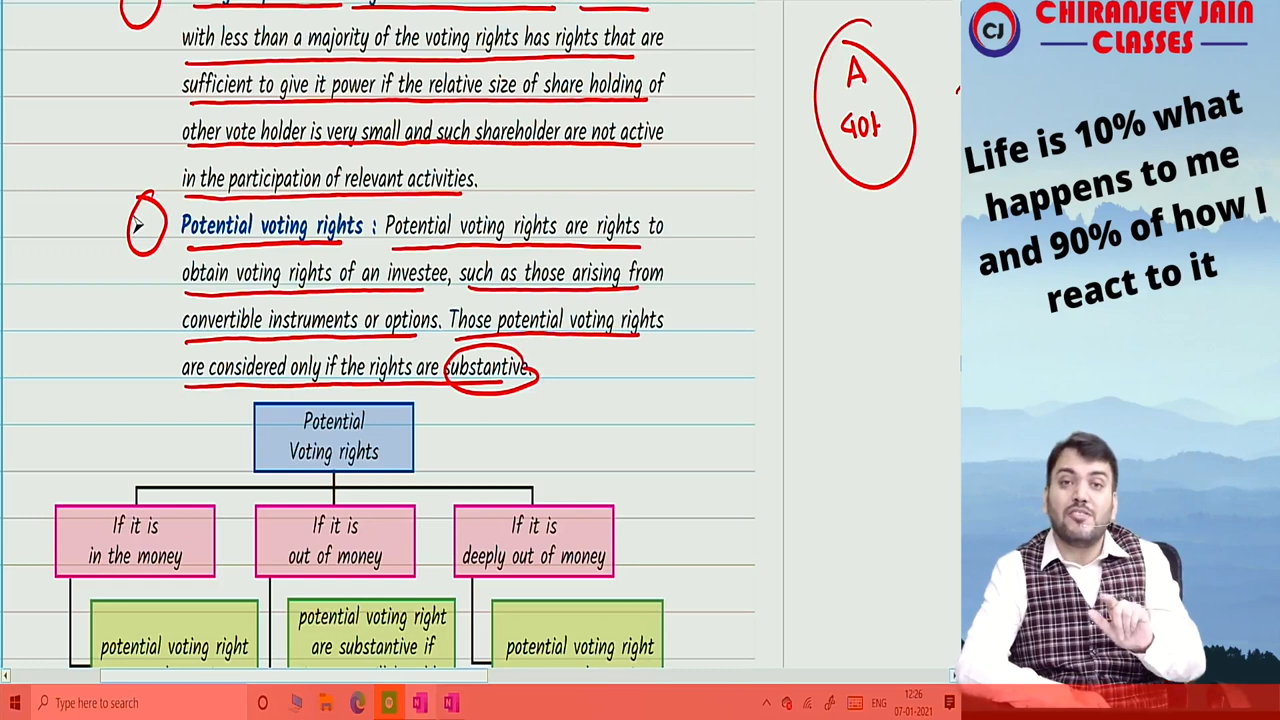 with less than a majority of the voting rights has rights that are
sufficient to give it power if the relative size of share holding of
other vote holder is very small and such shareholder are not active
in the participation of relevant activities.
Potential voting rights : Potential voting rights are rights to
obtain voting rights of an investee, such as those arising from
convertible instruments or options. Those potential voting rights
are considered only if the rights are substantive.
Potential
Voting rights
If it is
in the money
If it is
out of money
If it is
deeply out of money
potential voting right
potential voting right
are substantive if
potential voting right
A
40%
CJ
CHIRANJEEV JAIN
CLASSES
Life is 10% what
happens to me
and 90% of how I
react to it
Type here to search
ENG
12:26
07-01-2021